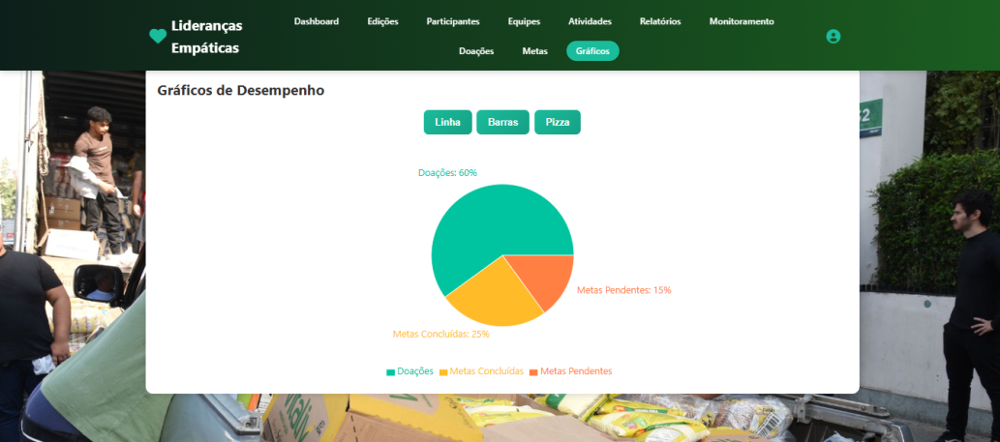 Lideranças
Empáticas
Dashboard Edições Participantes Equipes Atividades Relatórios Monitoramento
Doações Metas Gráficos
Gráficos de Desempenho
Linha Barras Pizza
Doações: 60%
Metas Pendentes: 15%
Metas Concluídas: 25%
Doações Metas Concluídas Metas Pendentes